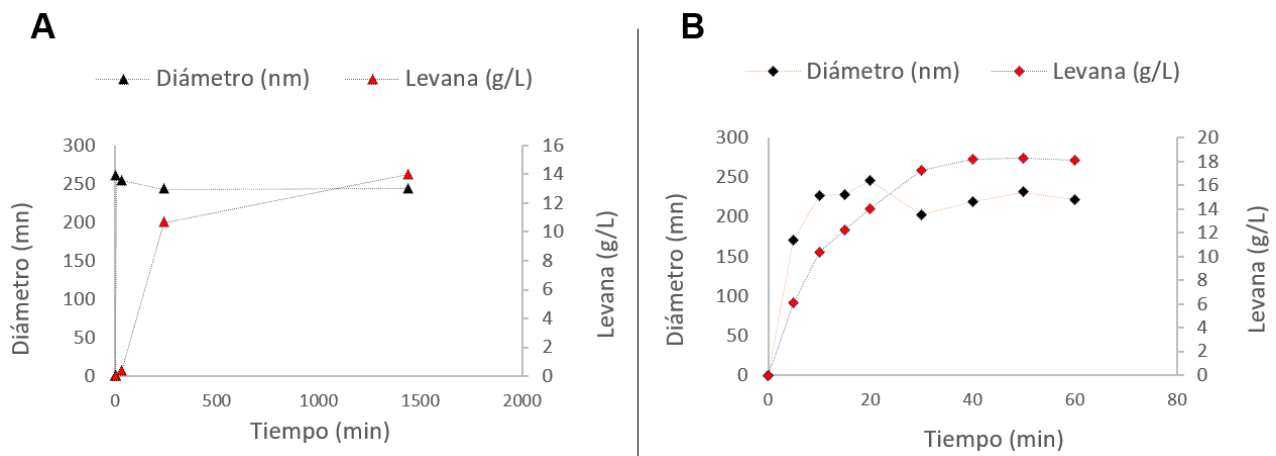 A
Diámetro (nm) Levana (g/L)
300
250
200
150
100
50
0
Diámetro (mn)
16
14
12
10
8
6
4
2
0
Levana (g/L)
0 500 1000 1500 2000
Tiempo (min)
B
Diámetro (nm) Levana (g/L)
300
250
200
150
100
50
0
Diámetro (mn)
20
18
16
14
12
10
8
6
4
2
0
Levana (g/L)
0 20 40 60 80
Tiempo (min)